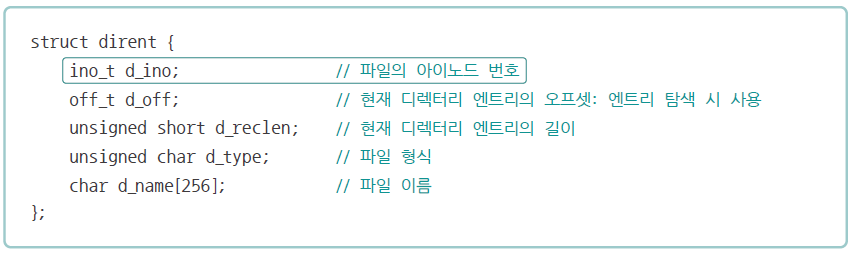 struct dirent {
ino_t d_ino; // 파일의 아이노드 번호
off_t d_off; // 현재 디렉터리 엔트리의 오프셋: 엔트리 탐색 시 사용
unsigned short d_reclen; // 현재 디렉터리 엔트리의 길이
unsigned char d_type; // 파일 형식
char d_name[256]; // 파일 이름
};